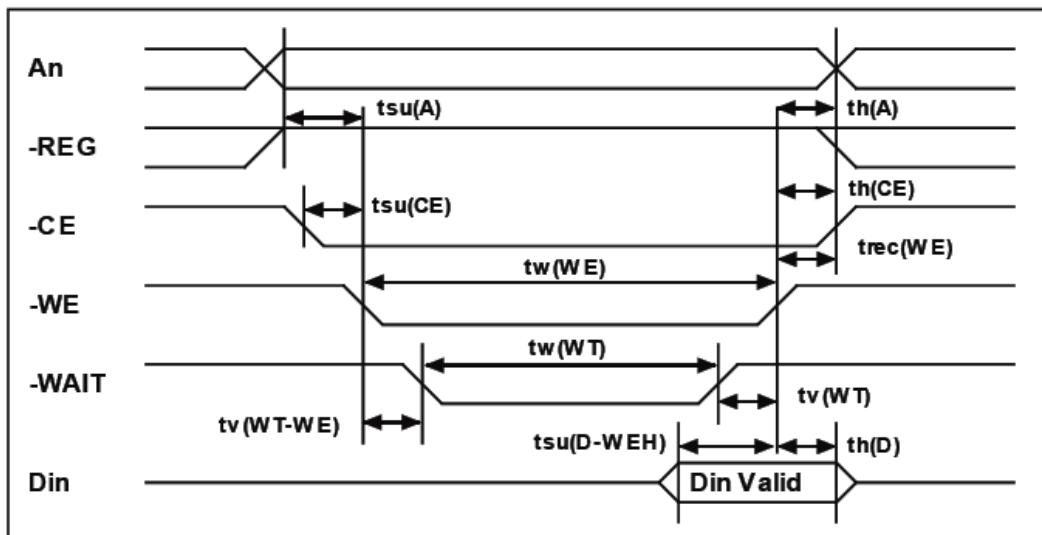 An
tsu(A)
th(A)
-REG
th(CE)
tsu(CE)
-CE
trec(WE)
tw(WE)
-WE
tw(WT)
-WAIT
tv(WT)
tv(WT-WE)
tsu(D-WEH)
th(D)
Din
Din Valid